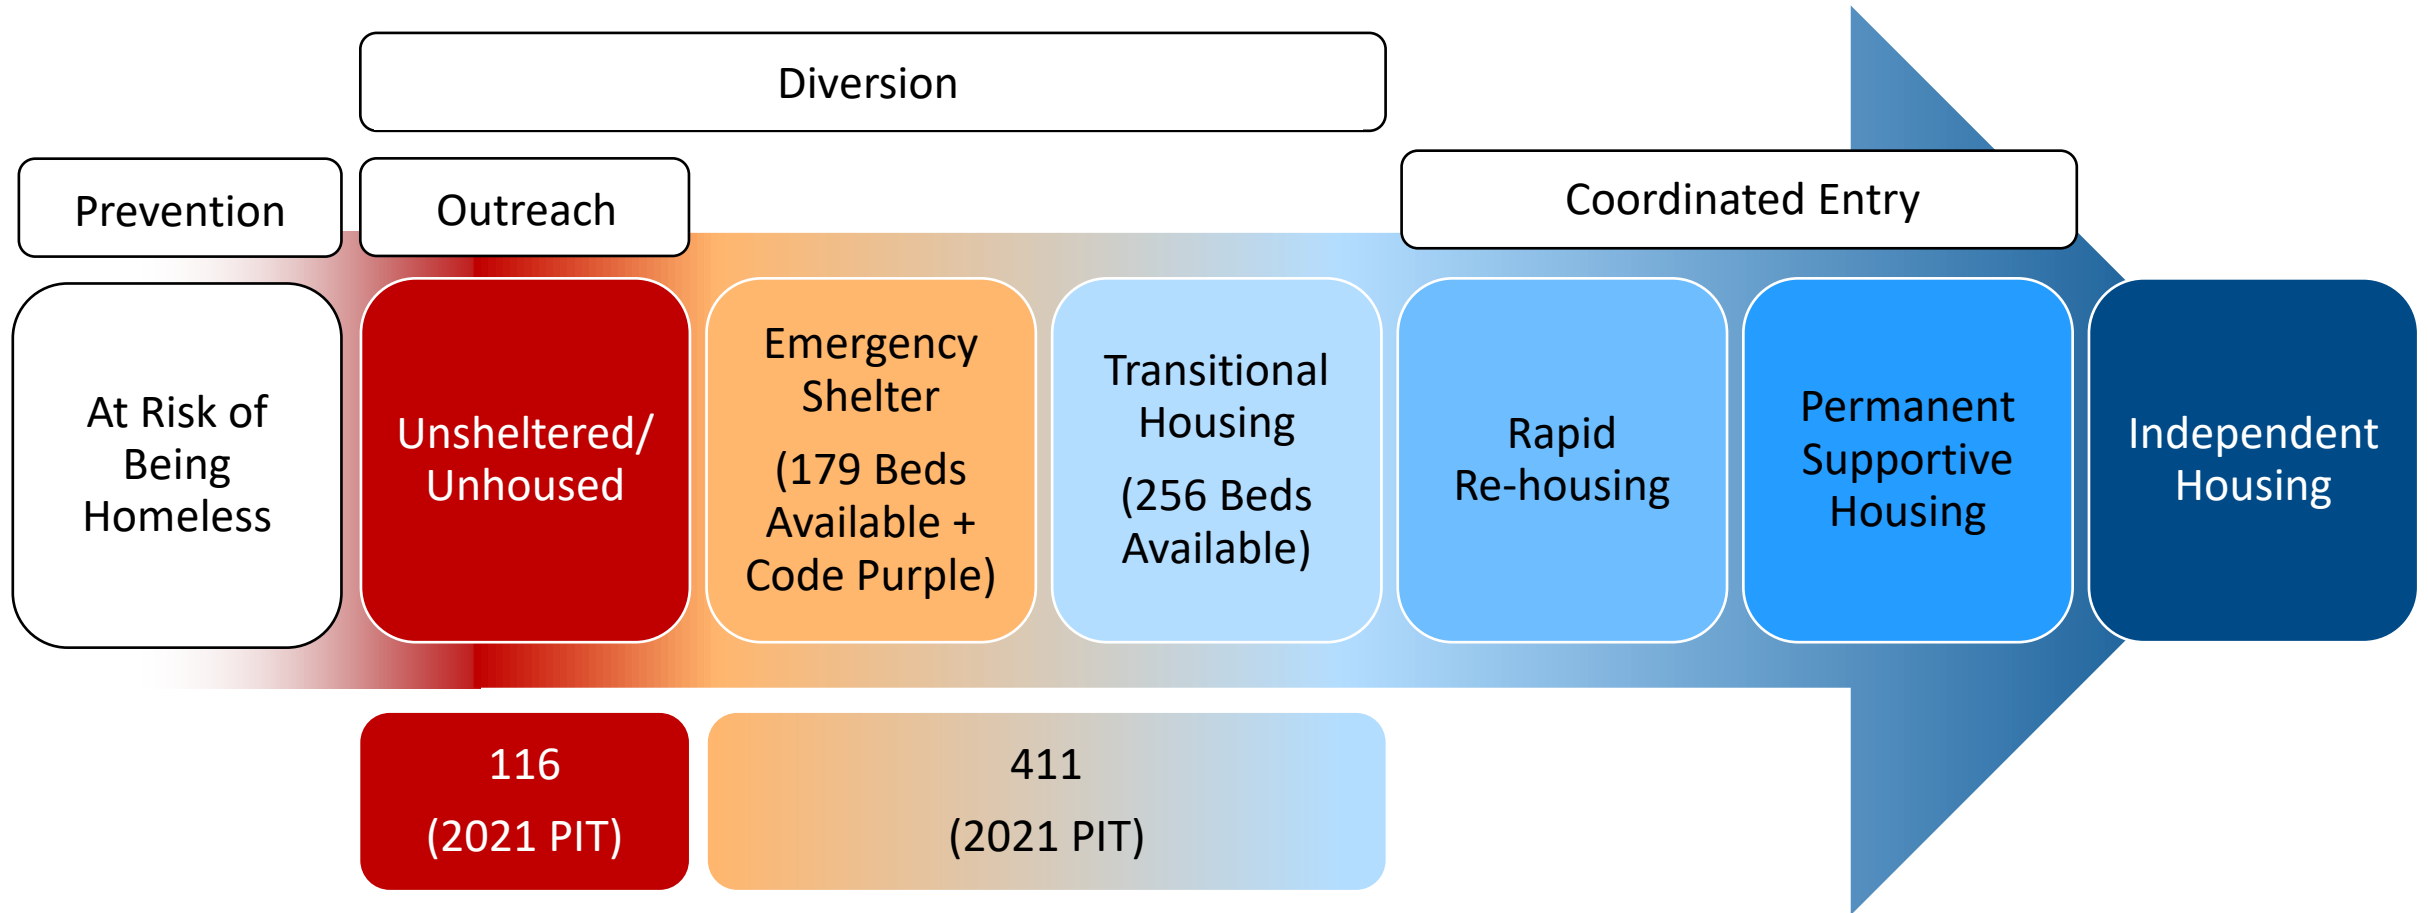 Diversion
Prevention
Outreach
Coordinated Entry
At Risk of
Being
Homeless
Unsheltered/
Unhoused
Emergency
Shelter
(179 Beds
Available +
Code Purple)
Transitional
Housing
(256 Beds
Available)
Rapid
Re-housing
Permanent
Supportive
Housing
Independent
Housing
116
(2021 PIT)
411
(2021 PIT)